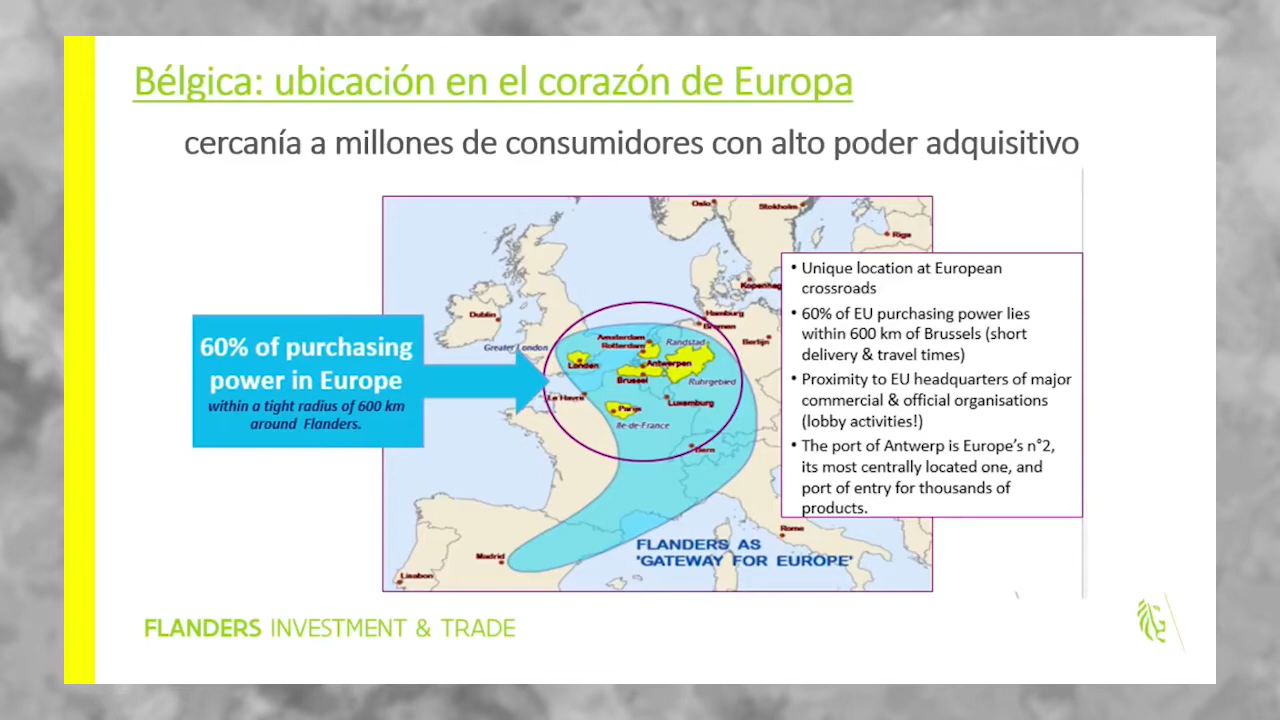 Bélgica: ubicación en el corazón de Europa
cercanía a millones de consumidores con alto poder adquisitivo
Oslo
Stokholm
Riga
Kopenhag
Dublin
Hamburg
Bremen
Berlijn
Amsterdam
Rotterdam
Randstad
Greater London
Londen
Antwerpen
Brussel
Ruhrgebied
Le Havre
Luxemburg
Parijs
Ile-de-France
Bern
Rome
Madrid
Lisabon
FLANDERS AS
'GATEWAY FOR EUROPE'
60% of purchasing
power in Europe
within a tight radius of 600 km
around Flanders.
• Unique location at European
crossroads
• 60% of EU purchasing power lies
within 600 km of Brussels (short
delivery & travel times)
• Proximity to EU headquarters of major
commercial & official organisations
(lobby activities!)
• The port of Antwerp is Europe's n°2,
its most centrally located one, and
port of entry for thousands of
products.
FLANDERS INVESTMENT & TRADE